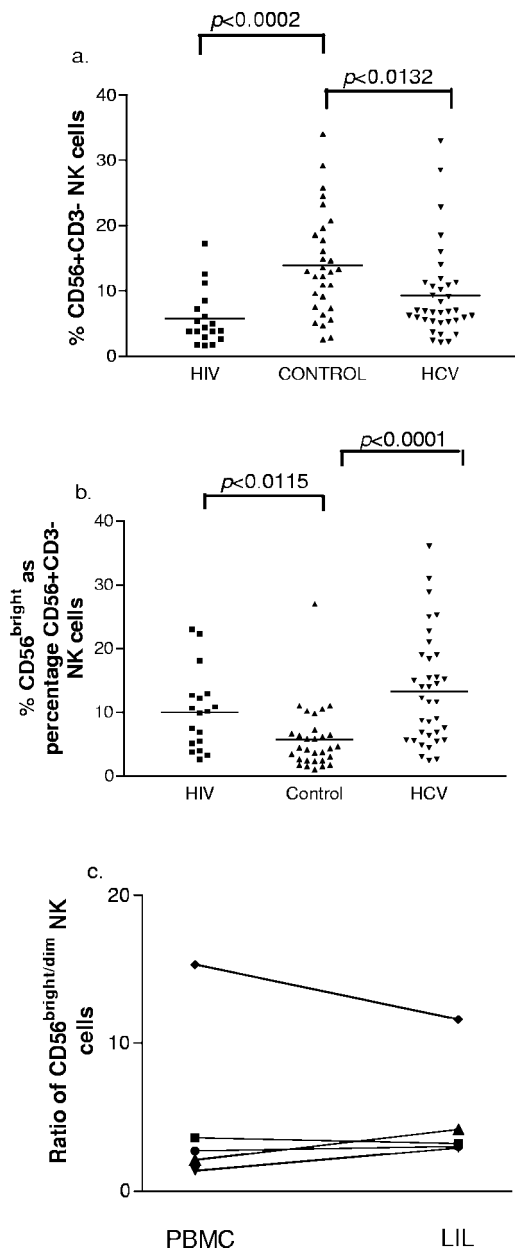 a.
p<0.0002
p<0.0132
% CD56+CD3- NK cells
40
30
20
10
0
HIV CONTROL HCV
b.
p<0.0115
p<0.0001
% CD56bright as
percentage CD56+CD3-
NK cells
40
30
20
10
0
HIV Control HCV
c.
Ratio of CD56bright/dim NK
cells
20
10
0
PBMC LIL